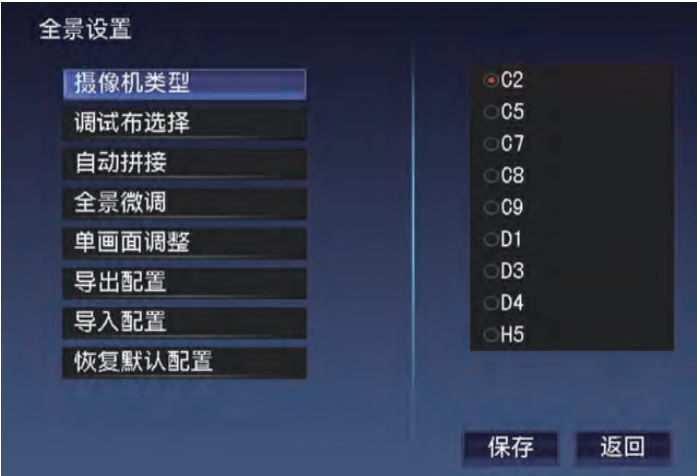 全景设置
摄像机类型
调试布选择
自动拼接
全景微调
单画面调整
导出配置
导入配置
恢复默认配置
C2
C5
C7
C8
C9
D1
D3
D4
H5
保存
返回